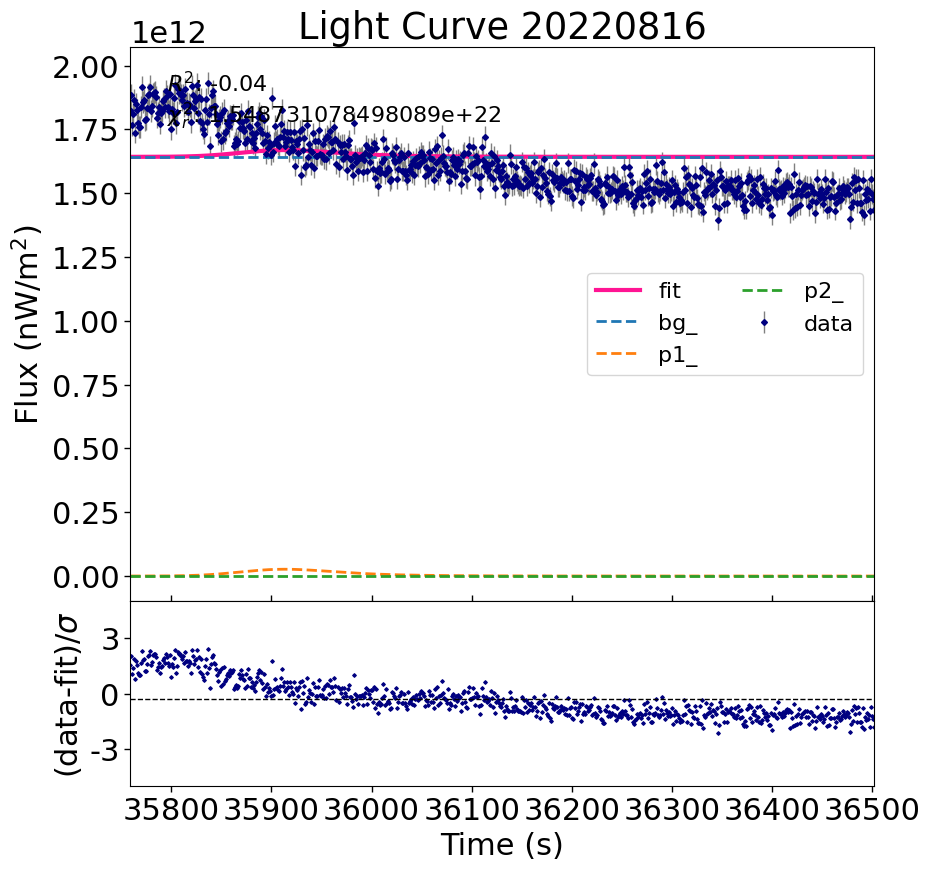 Light Curve 20220816
1e12
2.00
1.75
1.50
1.25
1.00
0.75
0.50
0.25
0.00
Flux (nW/m²)
R²: -0.04
fit
bg_
p1_
p2_
data
3
0
-3
(data-fit)/σ
35800 35900 36000 36100 36200 36300 36400 36500
Time (s)